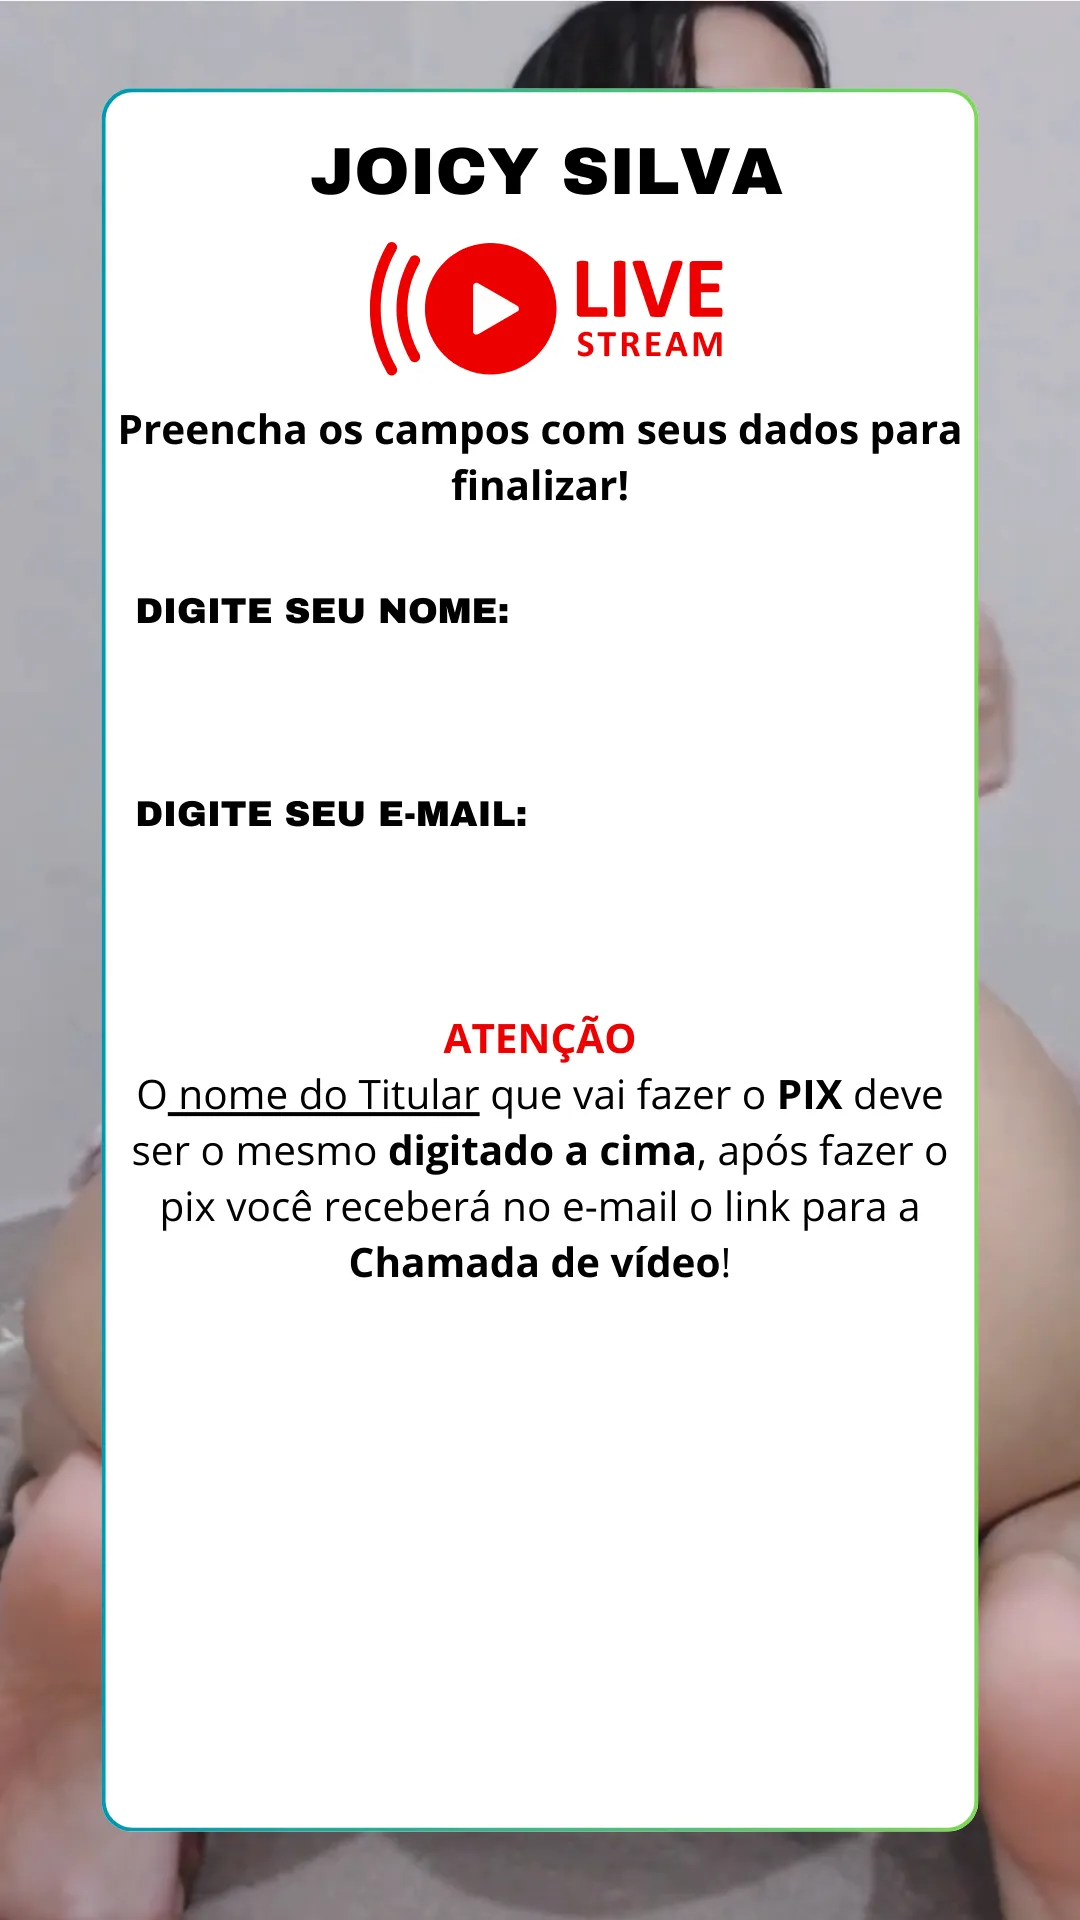 JOICY SILVA
LIVE
STREAM
Preencha os campos com seus dados para
finalizar!
DIGITE SEU NOME:
DIGITE SEU E-MAIL:
ATENÇÃO
O nome do Titular que vai fazer o PIX deve
ser o mesmo digitado a cima, após fazer o
pix você receberá no e-mail o link para a
Chamada de vídeo!